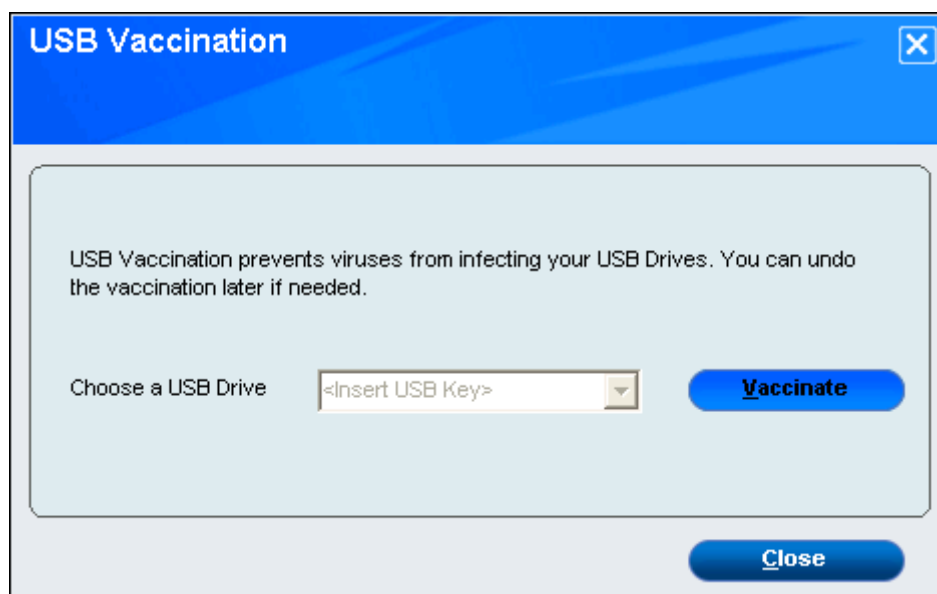 USB Vaccination
USB Vaccination prevents viruses from infecting your USB Drives. You can undo
the vaccination later if needed.
Choose a USB Drive <Insert USB Key> Vaccinate
Close